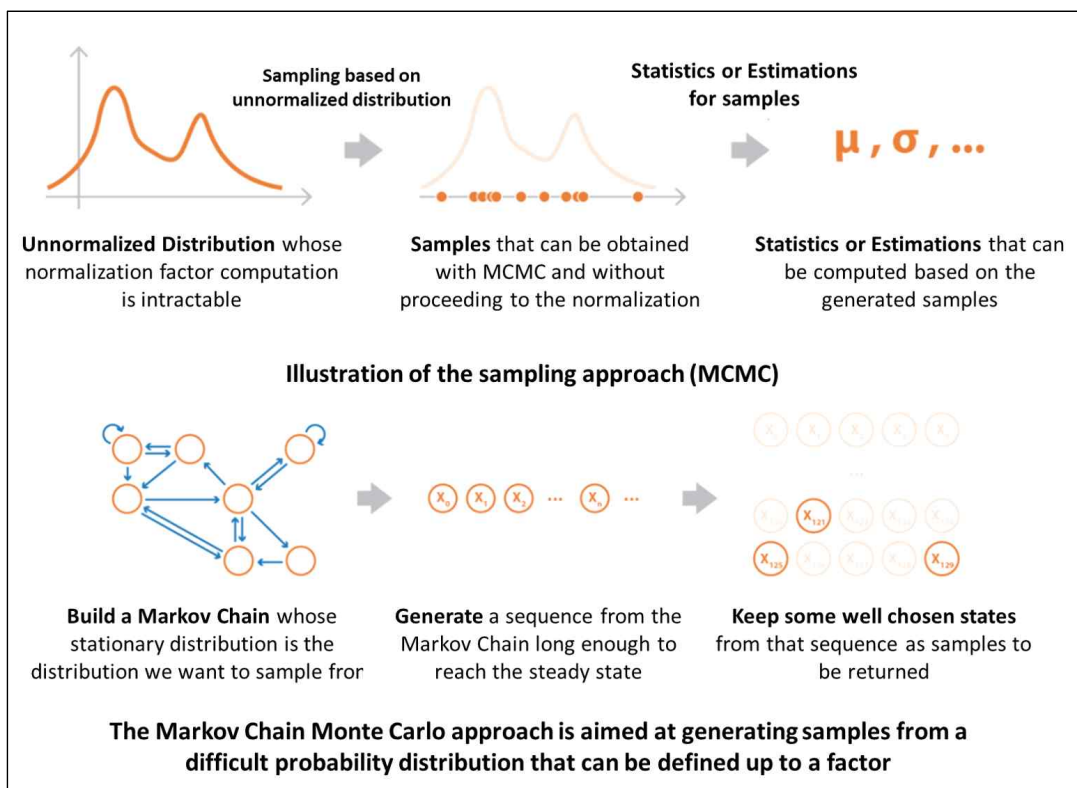 Sampling based on
unnormalized distribution
Statistics or Estimations
for samples
μ , σ , ...
Unnormalized Distribution whose
normalization factor computation
is intractable
Samples that can be obtained
with MCMC and without
proceeding to the normalization
Statistics or Estimations that can
be computed based on the
generated samples
Illustration of the sampling approach (MCMC)
X0 X1 X2 ... Xn ...
...
X121
X125 X129
Build a Markov Chain whose
stationary distribution is the
distribution we want to sample fror
Generate a sequence from the
Markov Chain long enough to
reach the steady state
Keep some well chosen states
from that sequence as samples to
be returned
The Markov Chain Monte Carlo approach is aimed at generating samples from a
difficult probability distribution that can be defined up to a factor